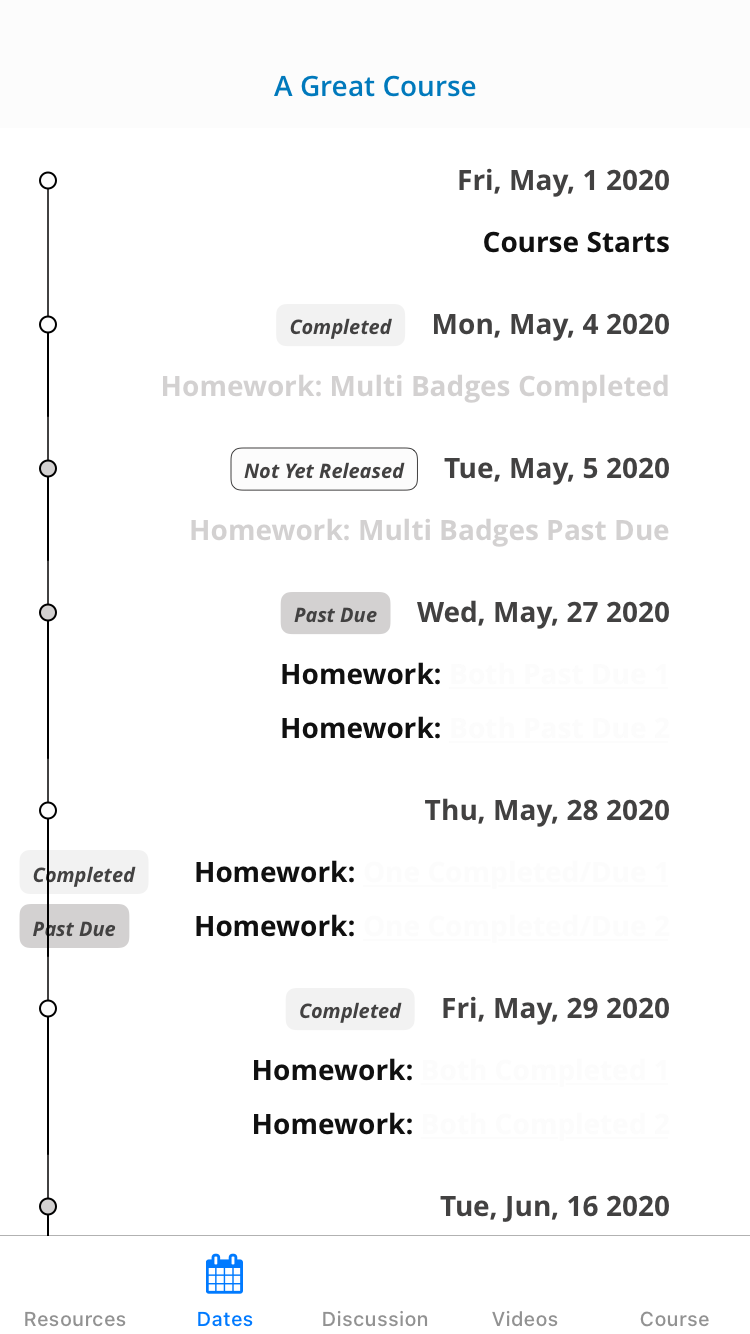 A Great Course
Fri, May, 1 2020
Course Starts
Completed Mon, May, 4 2020
Homework: Multi Badges Completed
Not Yet Released Tue, May, 5 2020
Homework: Multi Badges Past Due
Past Due Wed, May, 27 2020
Homework: Both Past Due 1
Homework: Both Past Due 2
Thu, May, 28 2020
Completed Homework: One Completed/Due 1
Past Due Homework: One Completed/Due 2
Completed Fri, May, 29 2020
Homework: Both Completed 1
Homework: Both Completed 2
Tue, Jun, 16 2020
Resources Dates Discussion Videos Course